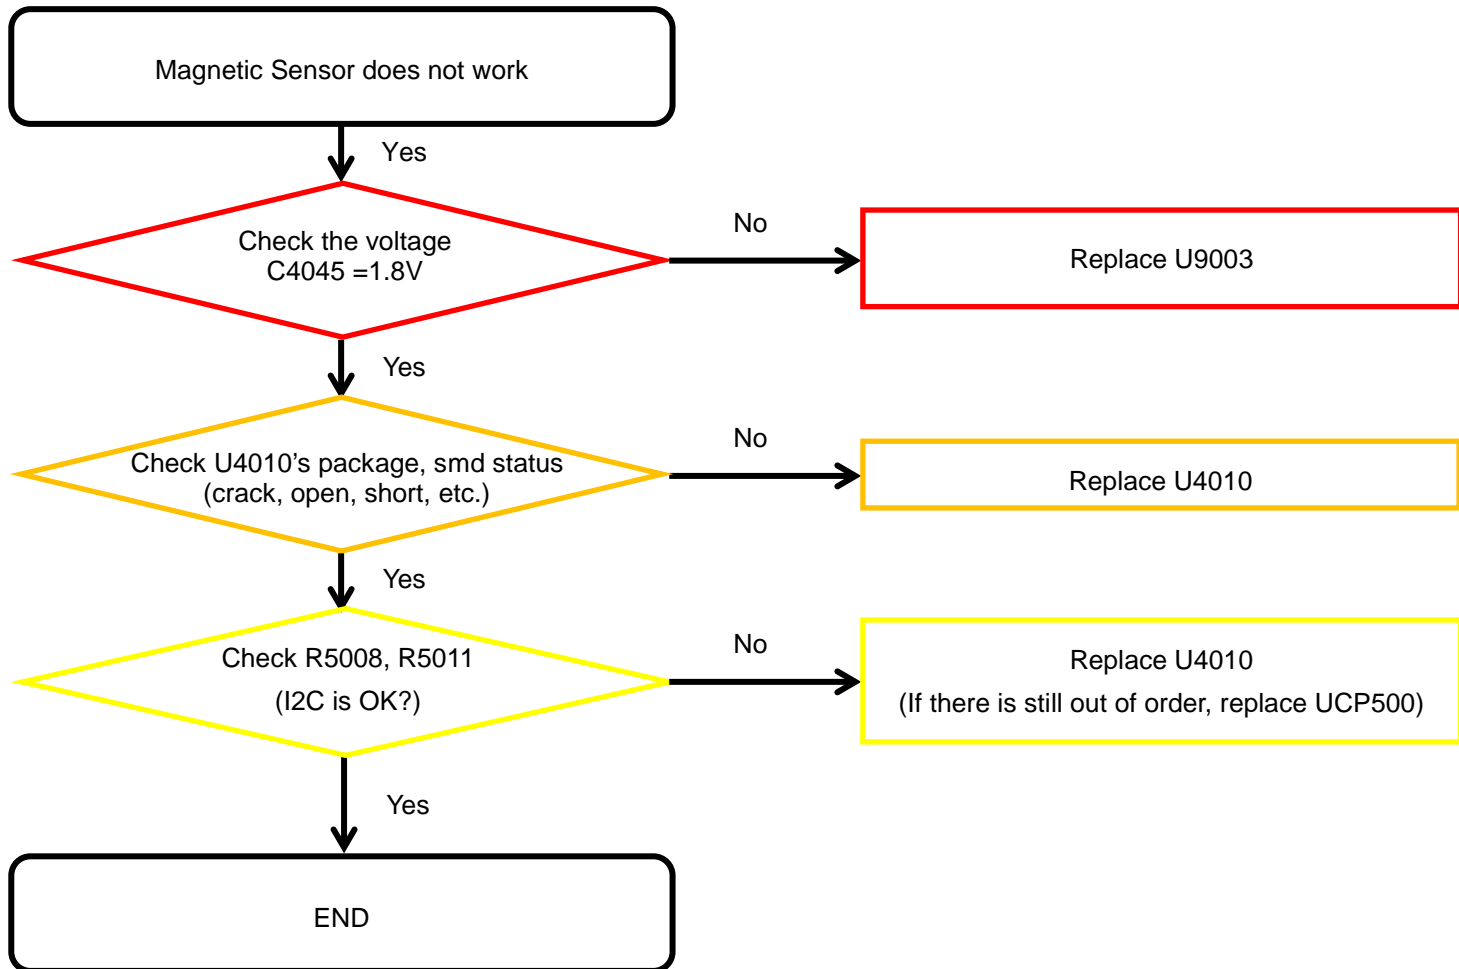 Magnetic Sensor does not work
Yes
Check the voltage
C4045 =1.8V
No
Replace U9003
Yes
Check U4010’s package, smd status
(crack, open, short, etc.)
No
Replace U4010
Yes
Check R5008, R5011
(I2C is OK?)
No
Replace U4010
(If there is still out of order, replace UCP500)
Yes
END